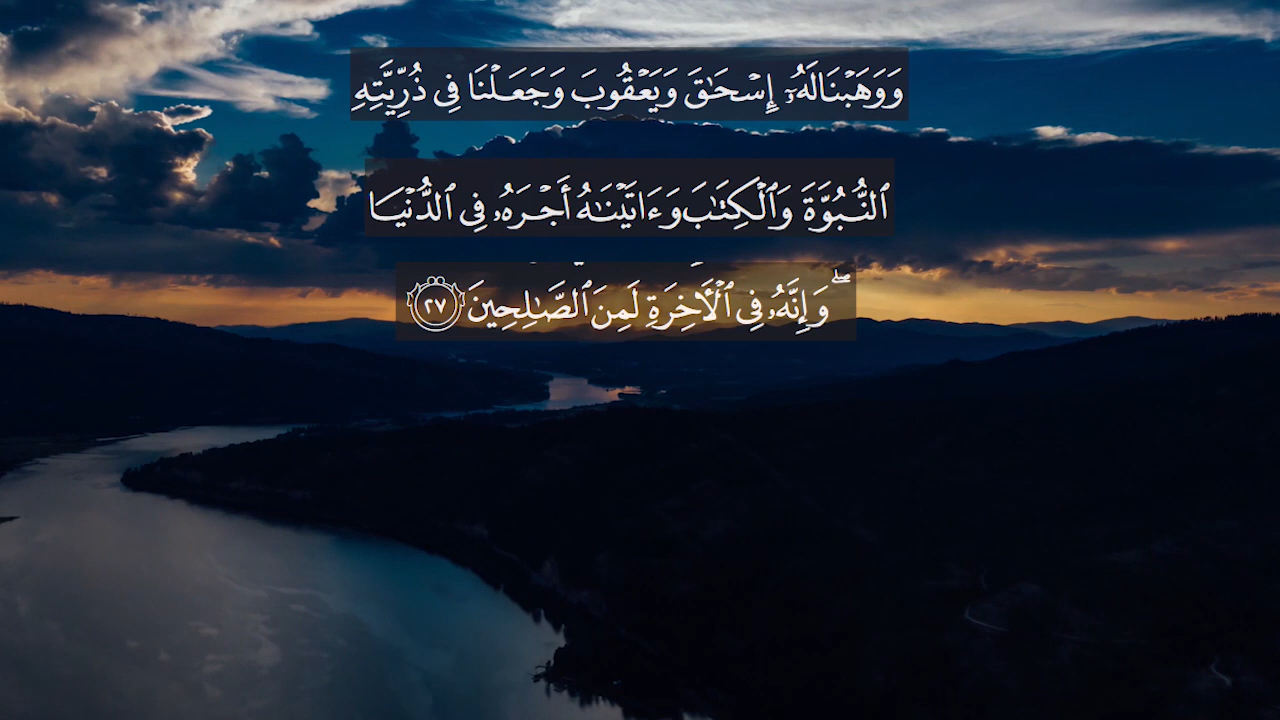 وَوَهَبۡنَا لَهُۥٓ إِسۡحَٰقَ وَيَعۡقُوبَ وَجَعَلۡنَا فِي ذُرِّيَّتِهِ
ٱلنُّبُوَّةَ وَٱلۡكِتَٰبَ وَءَاتَيۡنَٰهُ أَجۡرَهُۥ فِي ٱلدُّنۡيَا
ۖ وَإِنَّهُۥ فِي ٱلۡأٓخِرَةِ لَمِنَ ٱلصَّٰلِحِينَ ٢٧